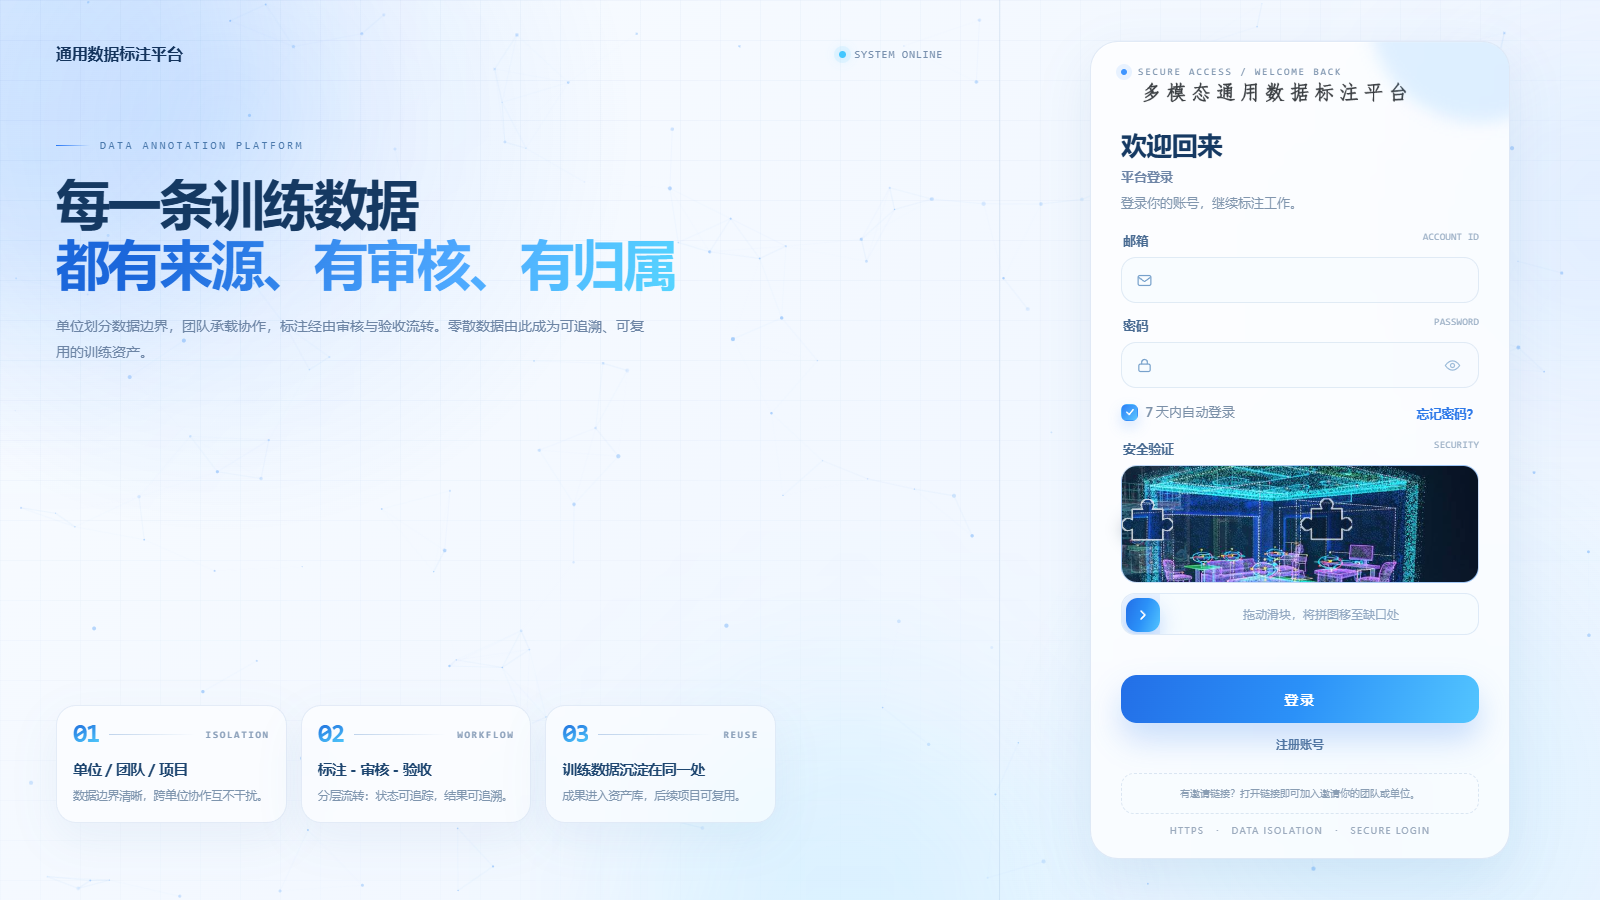 通用数据标注平台
SYSTEM ONLINE
DATA ANNOTATION PLATFORM
每一条训练数据
都有来源、有审核、有归属
单位划分数据边界，团队承载协作，标注经由审核与验收流转。零散数据由此成为可追溯、可复
用的训练资产。
01 ISOLATION
单位 / 团队 / 项目
数据边界清晰，跨单位协作互不干扰。
02 WORKFLOW
标注 - 审核 - 验收
分层流转：状态可追踪，结果可追溯。
03 REUSE
训练数据沉淀在同一处
成果进入资产库，后续项目可复用。
SECURE ACCESS / WELCOME BACK
多模态通用数据标注平台
欢迎回来
平台登录
登录你的账号，继续标注工作。
邮箱 ACCOUNT ID
密码 PASSWORD
7 天内自动登录 忘记密码?
安全验证 SECURITY
拖动滑块，将拼图移至缺口处
登录
注册账号
有邀请链接？打开链接即可加入邀请你的团队或单位。
HTTPS · DATA ISOLATION · SECURE LOGIN